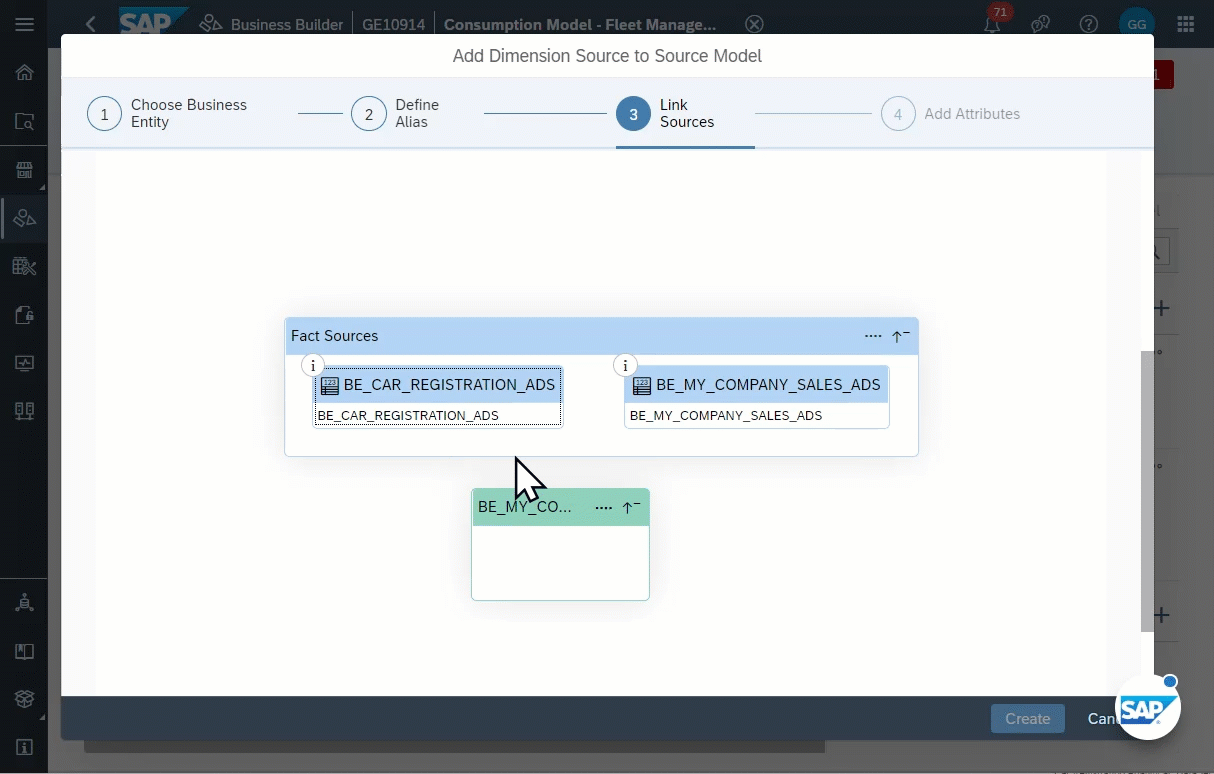 SAP Business Builder GE10914 Consumption Model - Fleet Manage... 71 GG
Add Dimension Source to Source Model
1 Choose Business
Entity
2 Define
Alias
3 Link
Sources
4 Add Attributes
Fact Sources
i i
123 BE_CAR_REGISTRATION_ADS
BE_CAR_REGISTRATION_ADS
123 BE_MY_COMPANY_SALES_ADS
BE_MY_COMPANY_SALES_ADS
BE_MY_CO...
Create
SAP